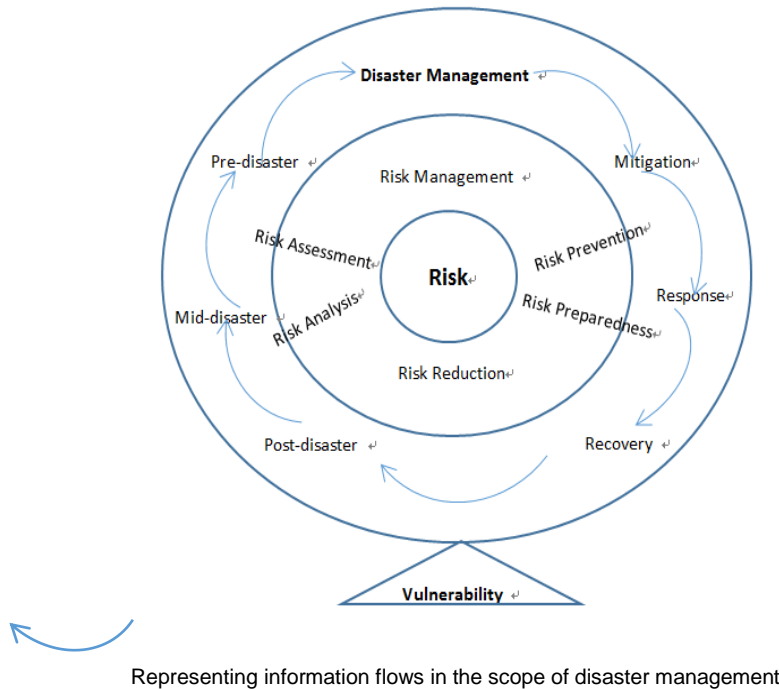 Disaster Management ↵
Pre-disaster ↵
Mitigation↵
Risk Management ↵
Risk Assessment↵
Risk Prevention↵
Risk↵
Mid-disaster ↵
Risk Analysis↵
Risk Preparedness↵
Response↵
Risk Reduction↵
Post-disaster ↵
Recovery ↵
Vulnerability ↵
Representing information flows in the scope of disaster management